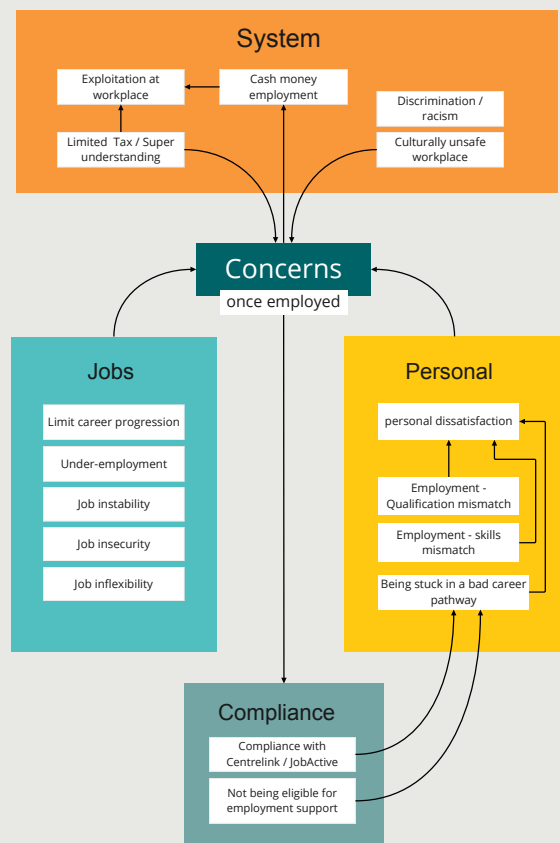 System
Exploitation at
workplace
Cash money
employment
Discrimination /
racism
Limited Tax / Super
understanding
Culturally unsafe
workplace
Concerns
once employed
Jobs
Limit career progression
Under-employment
Job instability
Job insecurity
Job inflexibility
Personal
personal dissatisfaction
Employment -
Qualification mismatch
Employment - skills
mismatch
Being stuck in a bad career
pathway
Compliance
Compliance with
Centrelink / JobActive
Not being eligible for
employment support